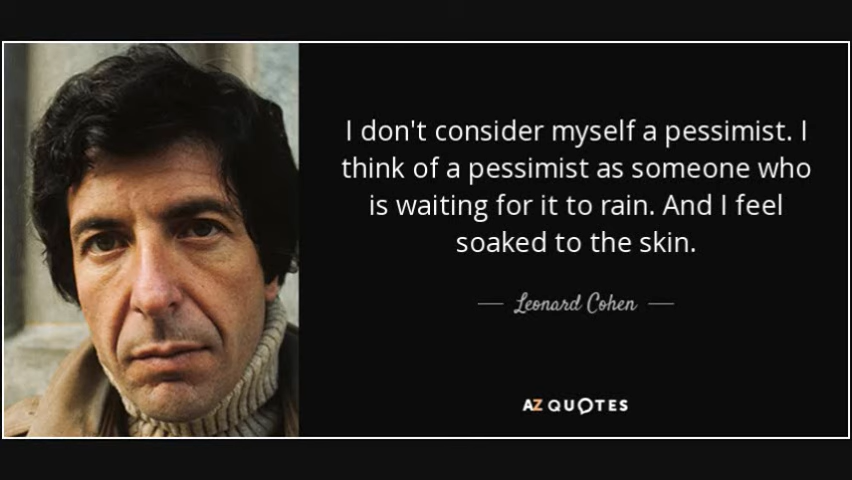 I don't consider myself a pessimist. I
think of a pessimist as someone who
is waiting for it to rain. And I feel
soaked to the skin.
Leonard Cohen
AZ QUOTES